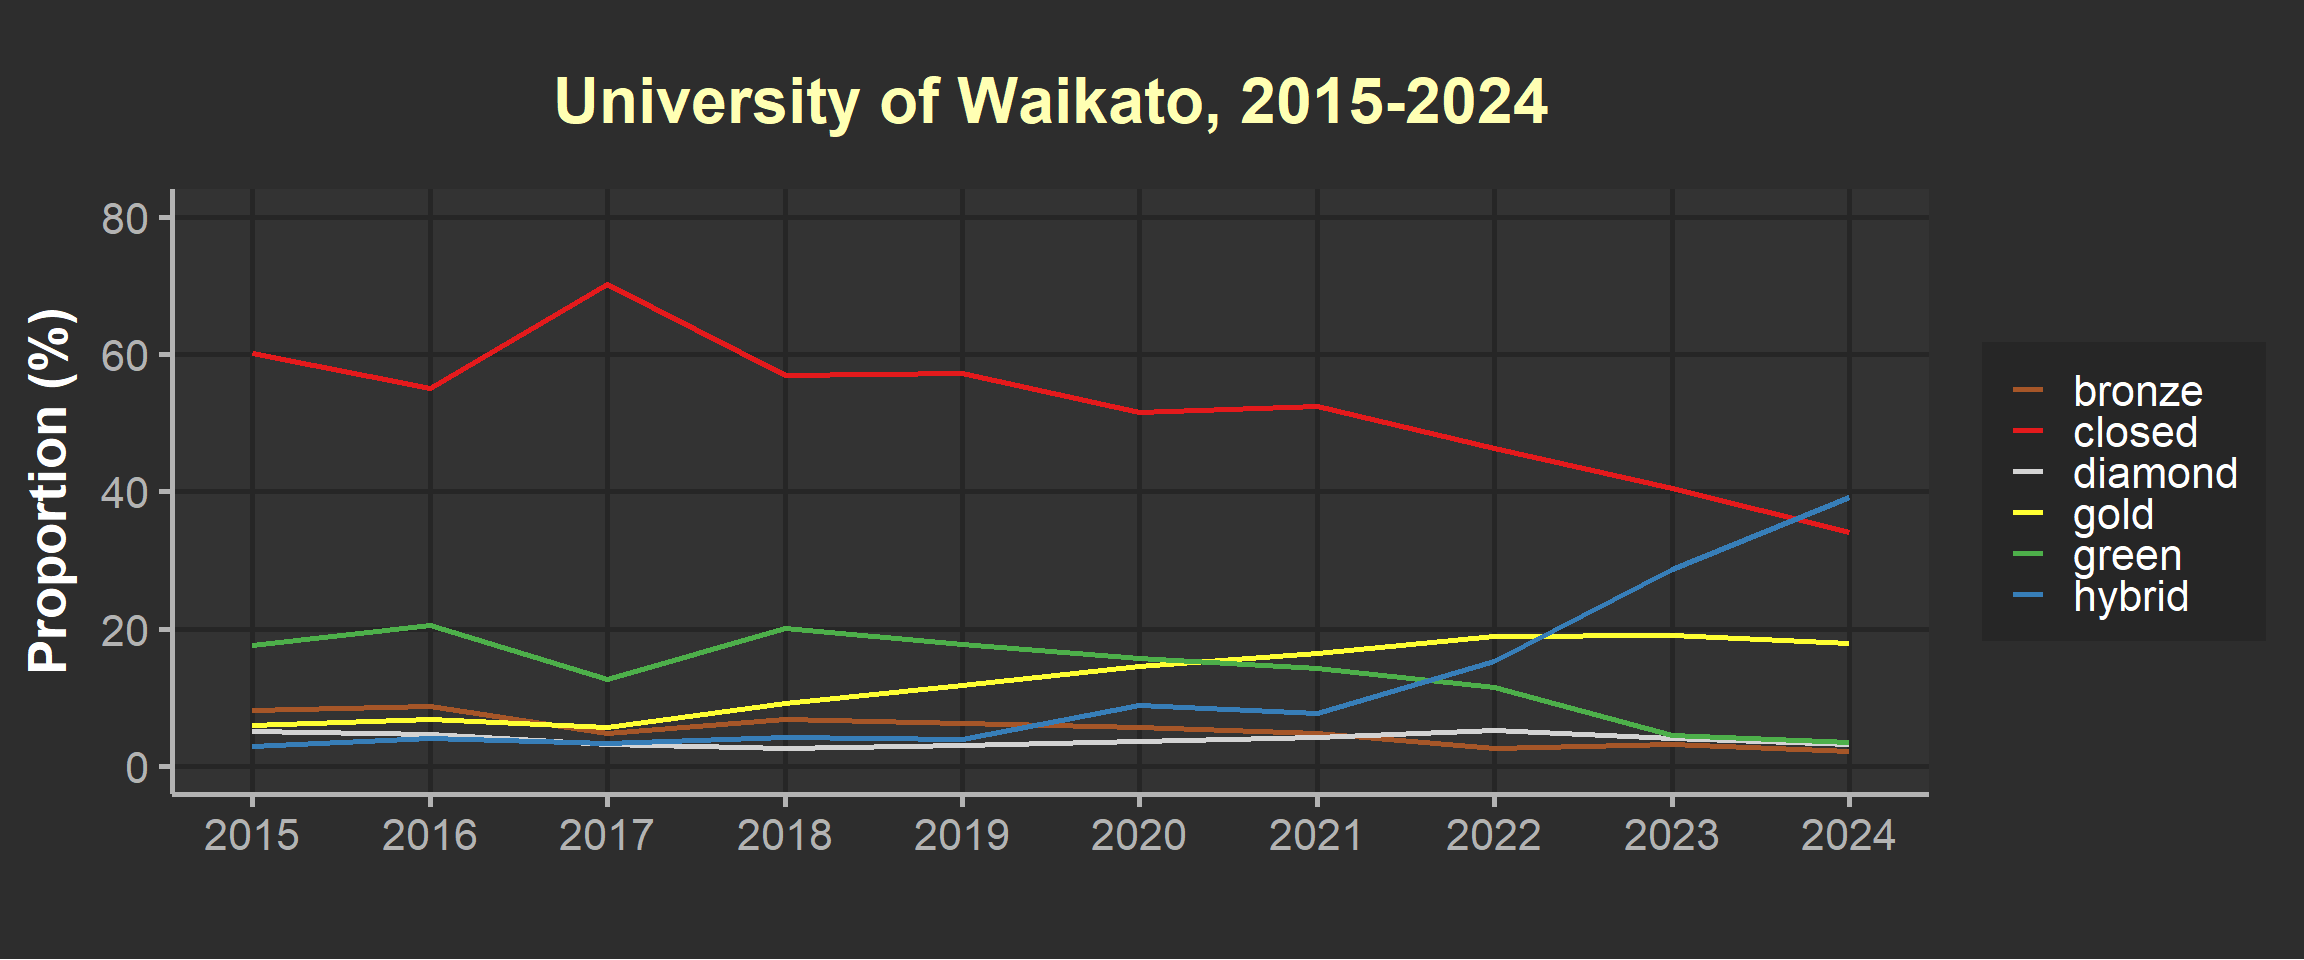 University of Waikato, 2015-2024
Proportion (%)
80
60
40
20
0
2015 2016 2017 2018 2019 2020 2021 2022 2023 2024
bronze
closed
diamond
gold
green
hybrid